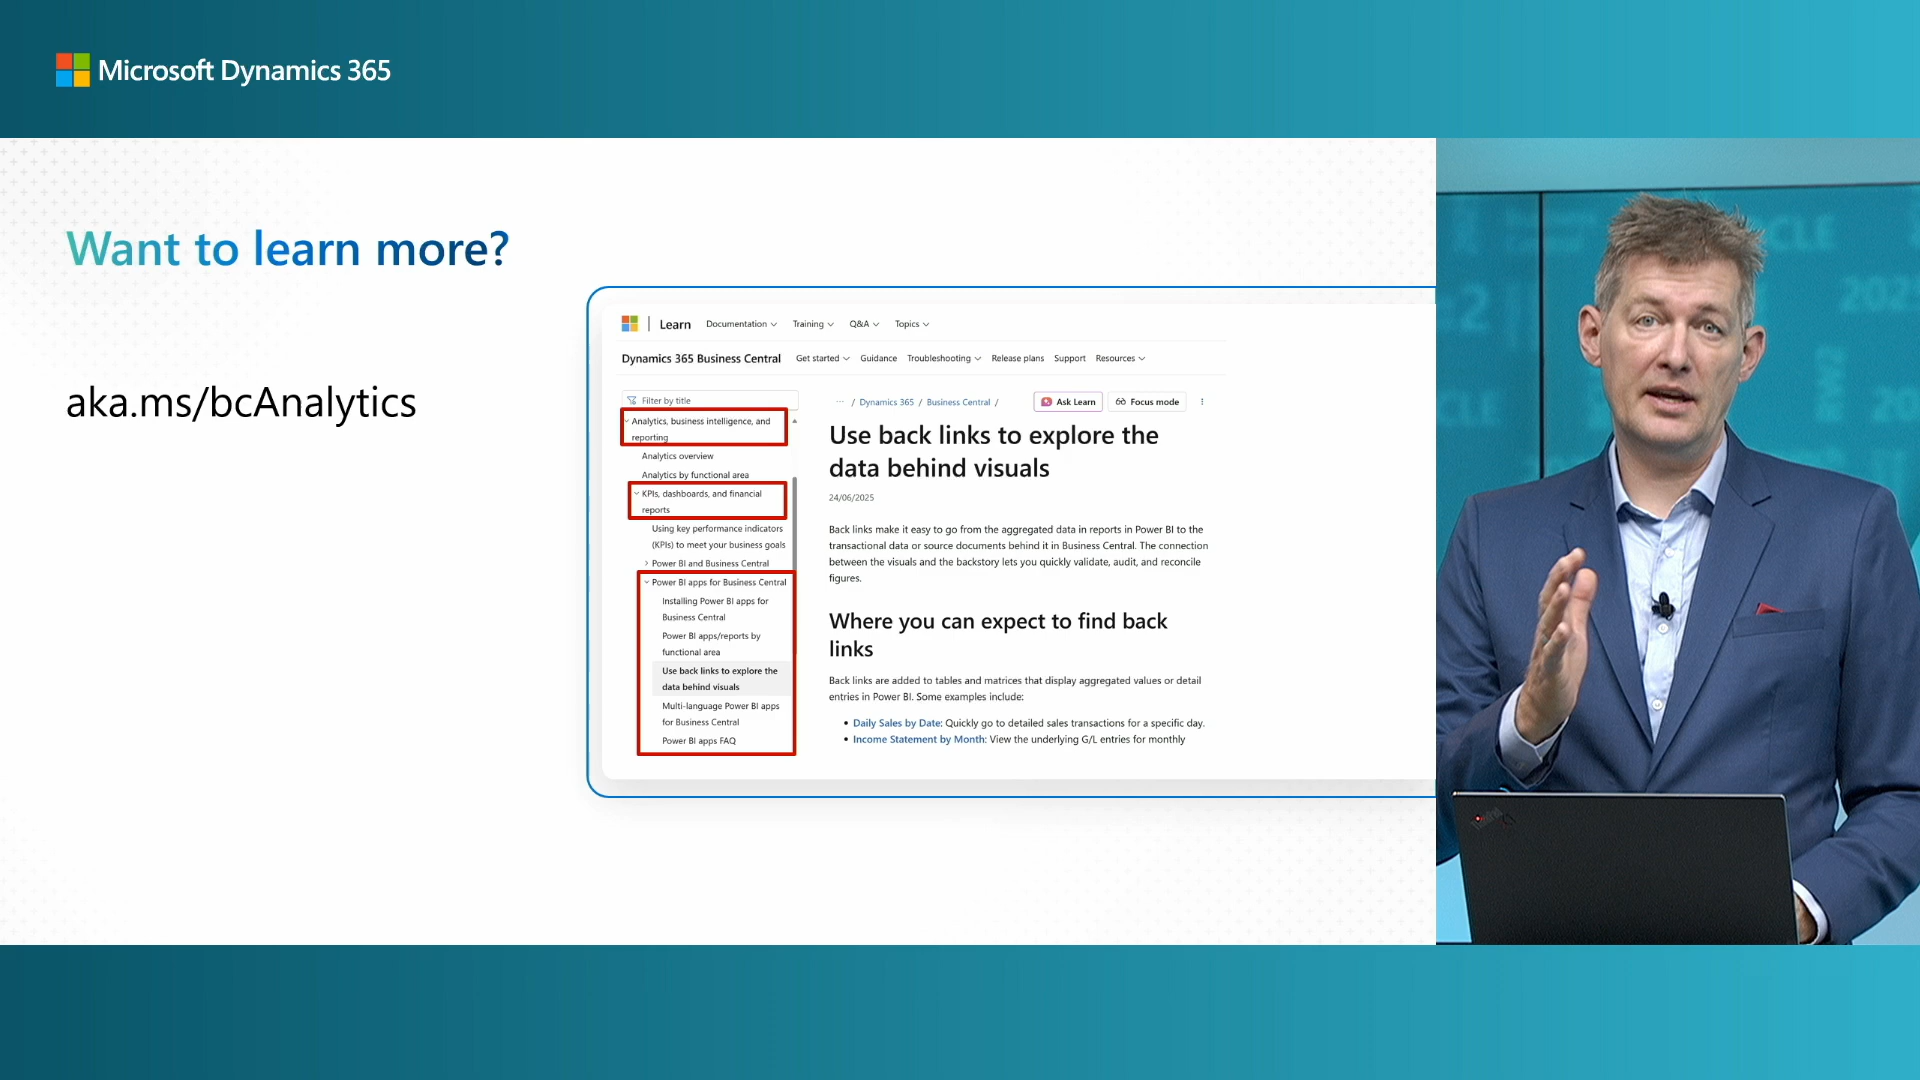 Microsoft Dynamics 365
Want to learn more?
aka.ms/bcAnalytics
Learn
Documentation
Training
Q&A
Topics
Dynamics 365 Business Central
Get started
Guidance
Troubleshooting
Release plans
Support
Resources
Filter by title
Analytics, business intelligence, and
reporting
Analytics overview
Analytics by functional area
KPIs, dashboards, and financial
reports
Using key performance indicators
(KPIs) to meet your business goals
Power BI and Business Central
Power BI apps for Business Central
Installing Power BI apps for
Business Central
Power BI apps/reports by
functional area
Use back links to explore the
data behind visuals
Multi-language Power BI apps
for Business Central
Power BI apps FAQ
... / Dynamics 365 / Business Central /
Ask Learn
Focus mode
Use back links to explore the
data behind visuals
24/06/2025
Back links make it easy to go from the aggregated data in reports in Power BI to the
transactional data or source documents behind it in Business Central. The connection
between the visuals and the backstory lets you quickly validate, audit, and reconcile
figures.
Where you can expect to find back
links
Back links are added to tables and matrices that display aggregated values or detail
entries in Power BI. Some examples include:
• Daily Sales by Date: Quickly go to detailed sales transactions for a specific day.
• Income Statement by Month: View the underlying G/L entries for monthly